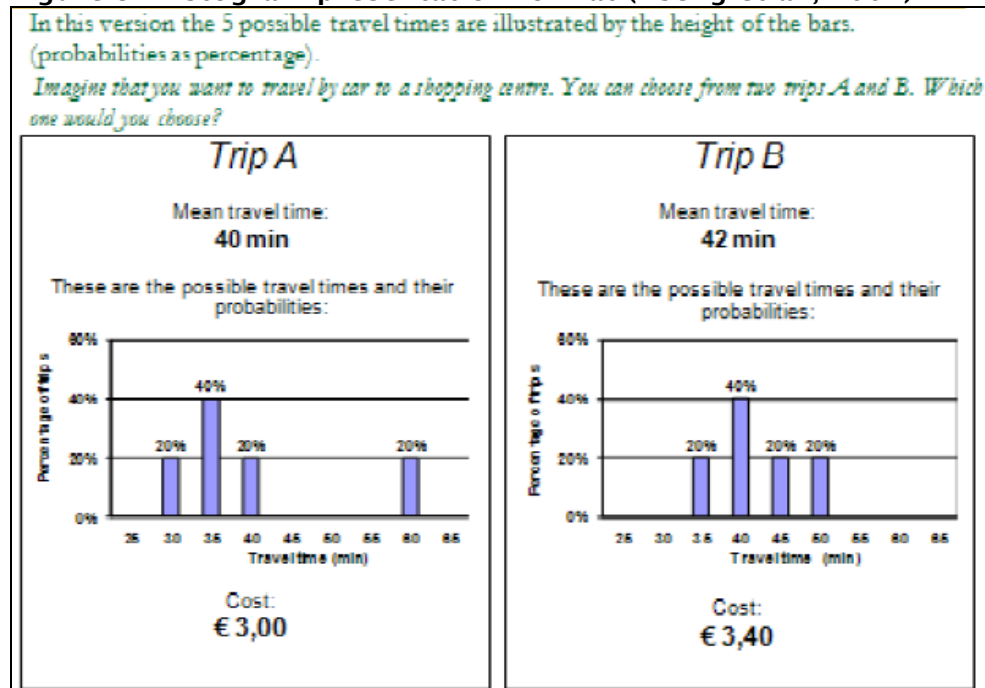 In this version the 5 possible travel times are illustrated by the height of the bars.
(probabilities as percentage).
Imagine that you want to travel by car to a shopping centre. You can choose from two trips A and B. Which
one would you choose?
Trip A
Mean travel time:
40 min
These are the possible travel times and their
probabilities:
Percentage of trips
60%
40%
20%
0%
20%
40%
20%
20%
25 30 35 40 45 50 55 60 65
Travel time (min)
Cost:
€ 3,00
Trip B
Mean travel time:
42 min
These are the possible travel times and their
probabilities:
Percentage of trips
60%
40%
20%
0%
20%
40%
20% 20%
25 30 35 40 45 50 55 60 65
Travel time (min)
Cost:
€ 3,40